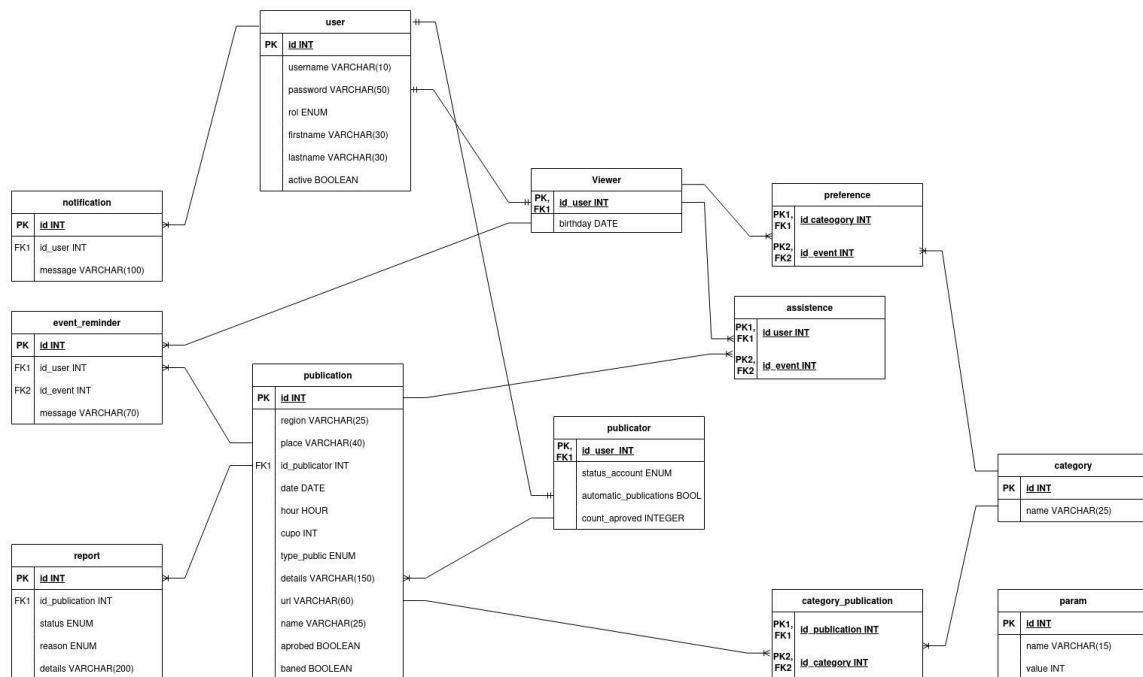 user
PK id INT
username VARCHAR(10)
password VARCHAR(50)
rol ENUM
firstname VARCHAR(30)
lastname VARCHAR(30)
active BOOLEAN
notification
PK id INT
FK1 id_user INT
message VARCHAR(100)
Viewer
PK, FK1 id_user INT
birthday DATE
preference
PK1, FK1 id_cateogory INT
PK2, FK2 id_event INT
event_reminder
PK id INT
FK1 id_user INT
FK2 id_event INT
message VARCHAR(70)
assistence
PK1, FK1 id user INT
PK2, FK2 id_event INT
publication
PK id INT
region VARCHAR(25)
place VARCHAR(40)
FK1 id_publicator INT
date DATE
hour HOUR
cupo INT
type_public ENUM
details VARCHAR(150)
url VARCHAR(60)
name VARCHAR(25)
aprobed BOOLEAN
baned BOOLEAN
publicator
PK, FK1 id_user INT
status_account ENUM
automatic_publications BOOL
count_aproved INTEGER
category
PK id INT
name VARCHAR(25)
report
PK id INT
FK1 id_publication INT
status ENUM
reason ENUM
details VARCHAR(200)
category_publication
PK1, FK1 id_publication INT
PK2, FK2 id_category INT
param
PK id INT
name VARCHAR(15)
value INT